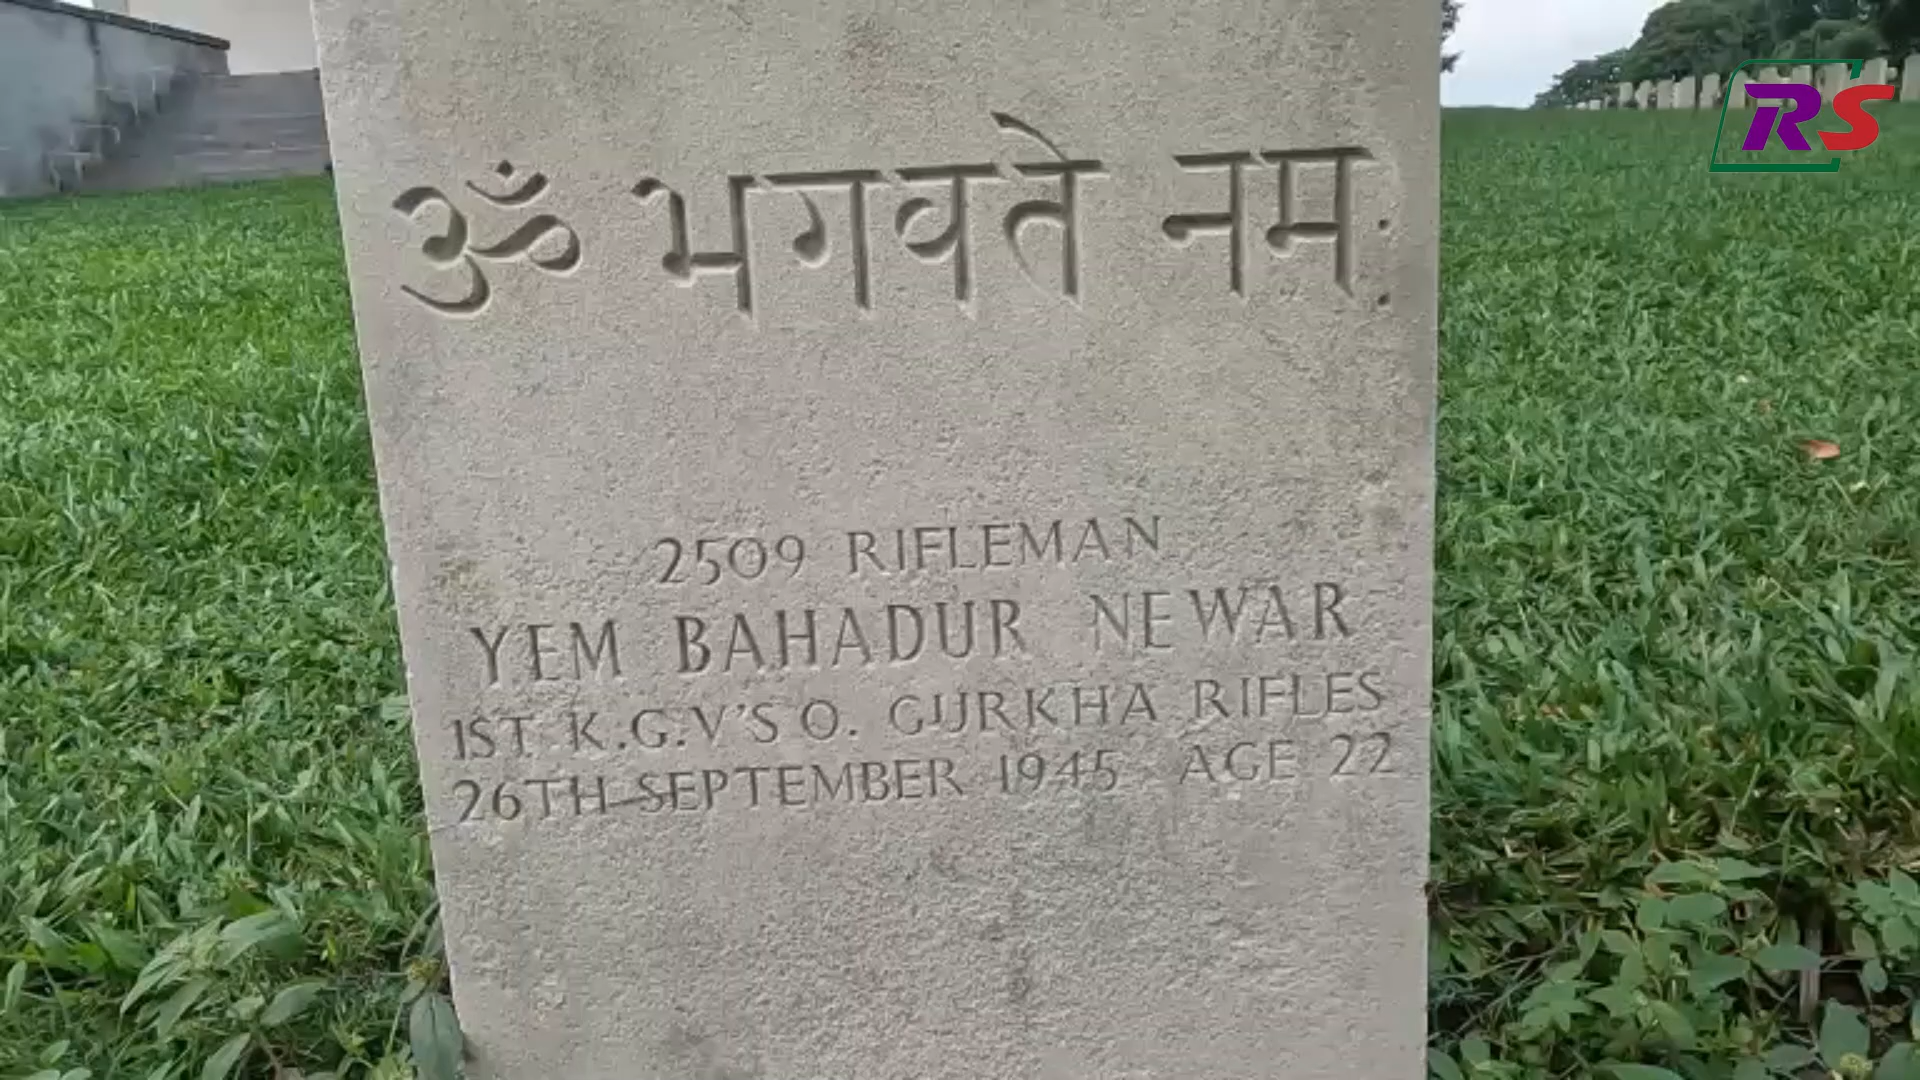 RS
ॐ भगवते नमः
2509 RIFLEMAN
YEM BAHADUR NEWAR
1ST K.G.V'S O. GURKHA RIFLES
26TH SEPTEMBER 1945 AGE 22